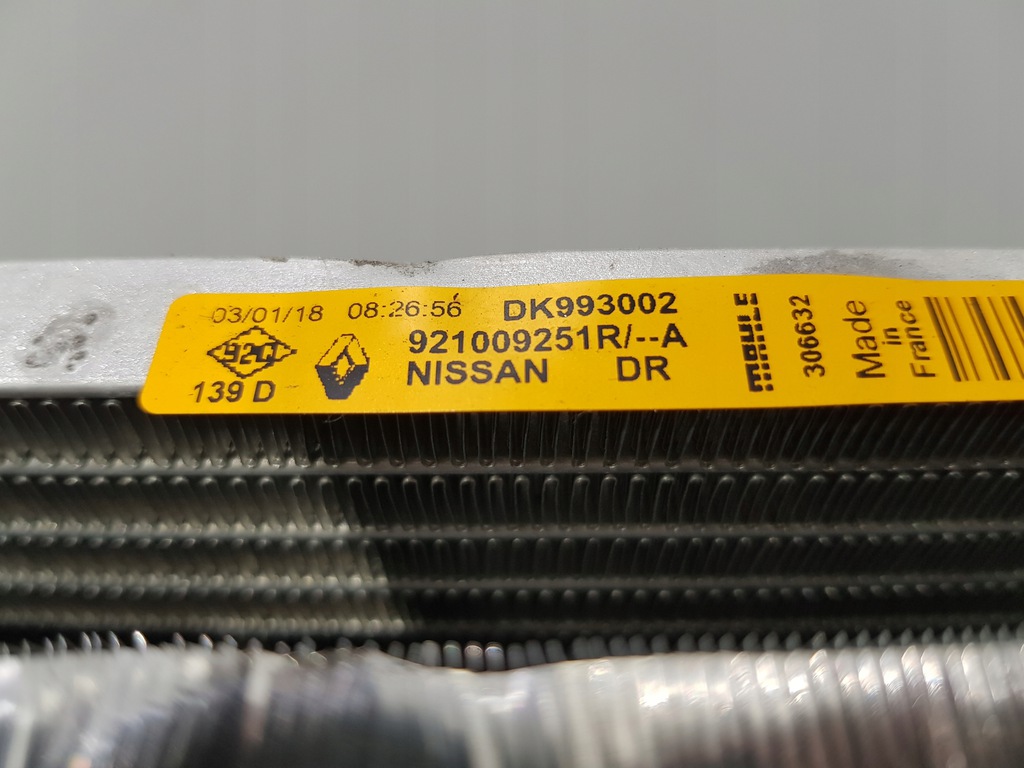 03/01/18 08:26:56 DK993002
921009251R/--A
139 D NISSAN DR
MAHLE
306632
Made
in
France